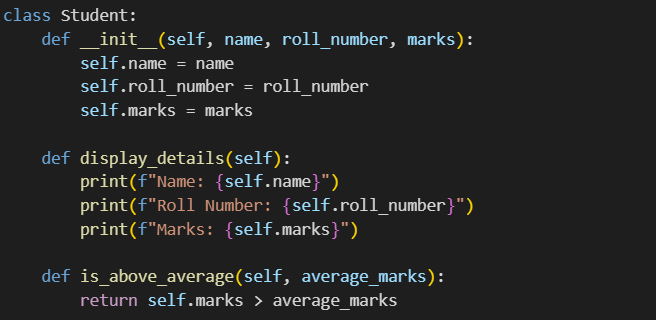 class Student:
    def __init__(self, name, roll_number, marks):
        self.name = name
        self.roll_number = roll_number
        self.marks = marks

    def display_details(self):
        print(f"Name: {self.name}")
        print(f"Roll Number: {self.roll_number}")
        print(f"Marks: {self.marks}")

    def is_above_average(self, average_marks):
        return self.marks > average_marks